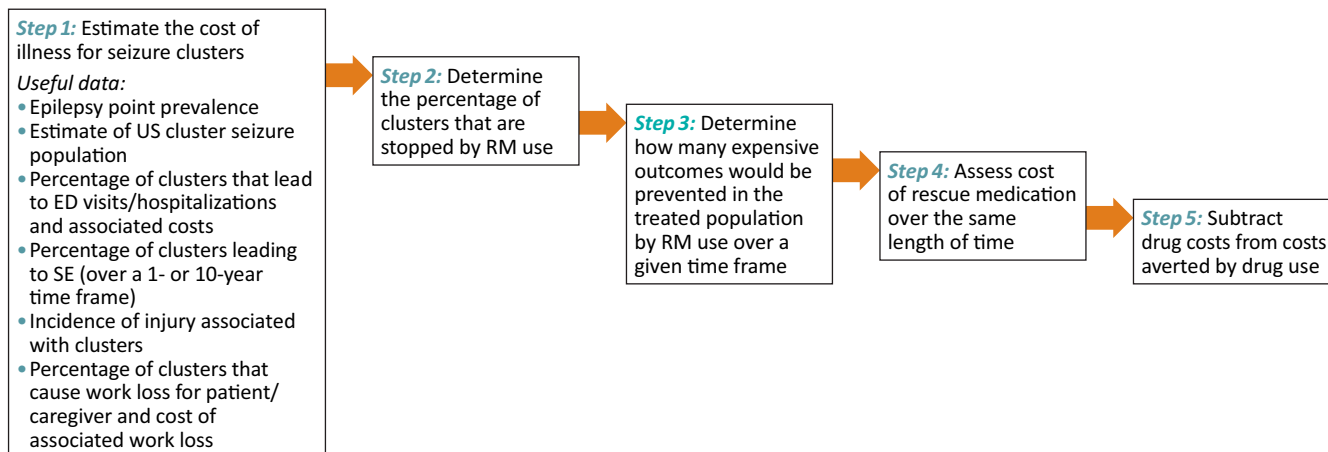 Step 1: Estimate the cost of
illness for seizure clusters
Useful data:
• Epilepsy point prevalence
• Estimate of US cluster seizure
population
• Percentage of clusters that lead
to ED visits/hospitalizations
and associated costs
• Percentage of clusters leading
to SE (over a 1- or 10-year
time frame)
• Incidence of injury associated
with clusters
• Percentage of clusters that
cause work loss for patient/
caregiver and cost of
associated work loss
Step 2: Determine
the percentage of
clusters that are
stopped by RM use
Step 3: Determine
how many expensive
outcomes would be
prevented in the
treated population
by RM use over a
given time frame
Step 4: Assess cost
of rescue medication
over the same
length of time
Step 5: Subtract
drug costs from costs
averted by drug use